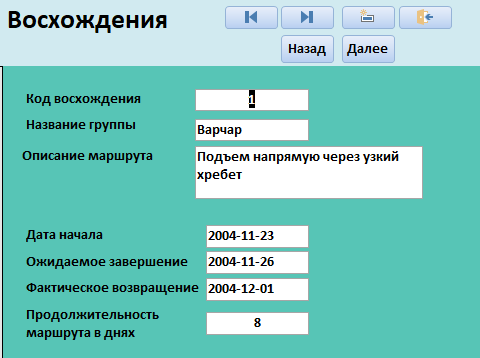 Восхождения
Назад Далее
Код восхождения 1
Название группы Варчар
Описание маршрута Подъем напрямую через узкий
хребет
Дата начала 2004-11-23
Ожидаемое завершение 2004-11-26
Фактическое возвращение 2004-12-01
Продолжительность
маршрута в днях 8